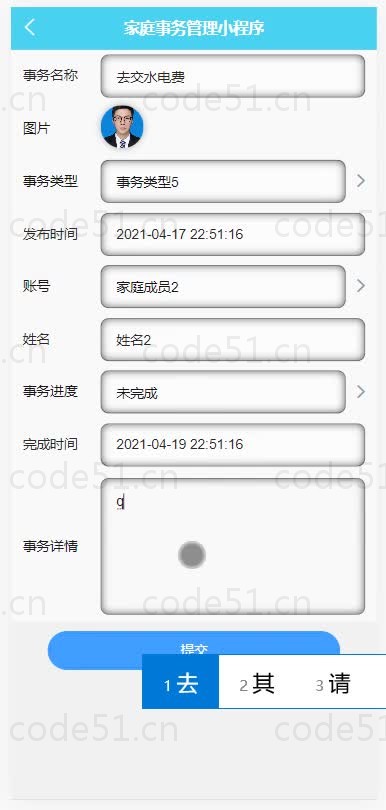 家庭事务管理小程序
事务名称 去交水电费
code51.cn code51.cn
图片
事务类型 事务类型5
发布时间 2021-04-17 22:51:16
code51.cn code51.cn
账号 家庭成员2
姓名 姓名2
code51.cn code51.cn
事务进度 未完成
完成时间 2021-04-19 22:51:16
code51.cn code51.cn
q
事务详情
code51.cn code51.cn
提交
1 去 2 其 3 请
code51.cn code51.cn